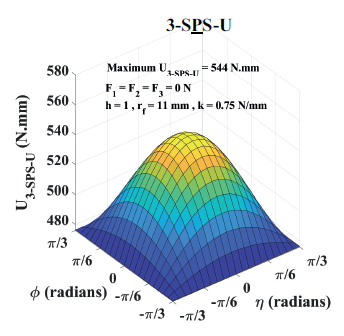 3-SPS-U
Maximum U3-SPS-U = 544 N.mm
F1 = F2 = F3 = 0 N
h = 1 , rf = 11 mm , k = 0.75 N/mm
U3-SPS-U (N.mm)
580
560
540
520
500
480
π/3
π/6
0
-π/6
-π/3
ϕ (radians)
-π/3
-π/6
0
π/6
π/3
η (radians)